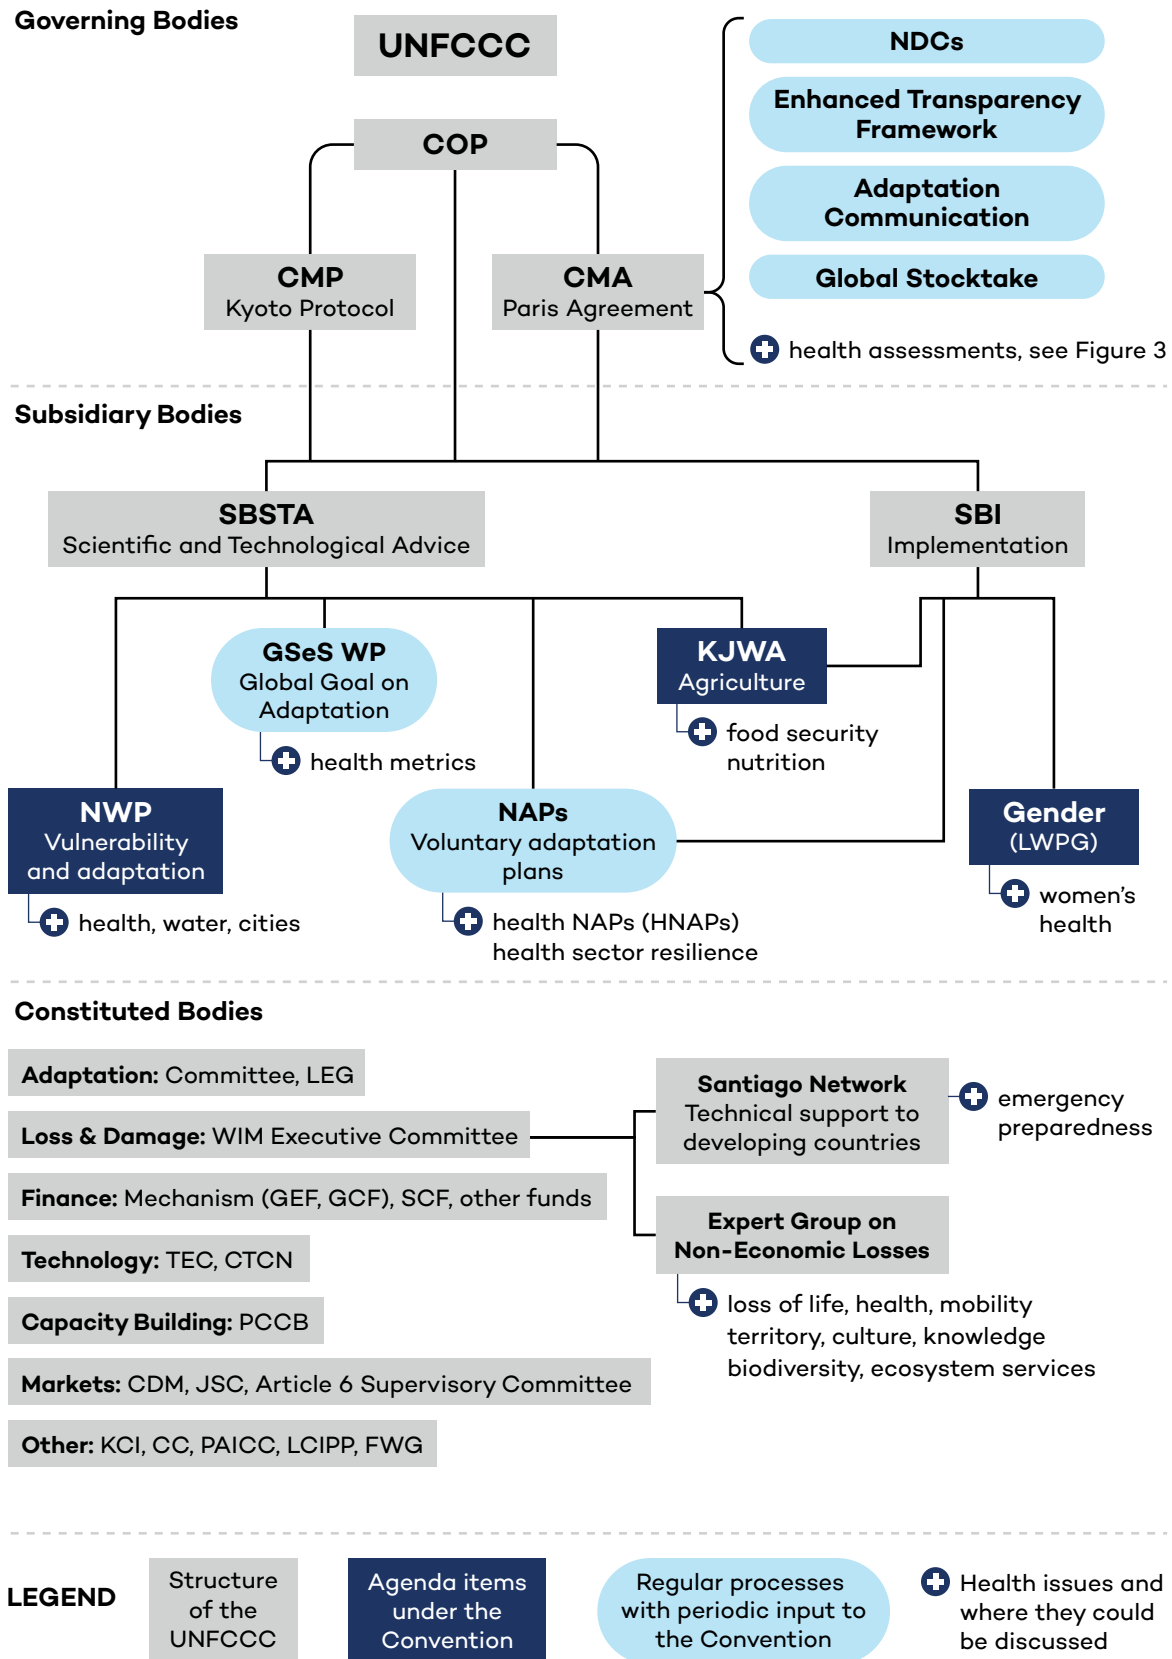 Governing Bodies
UNFCCC
COP
CMP
Kyoto Protocol
CMA
Paris Agreement
NDCs
Enhanced Transparency
Framework
Adaptation
Communication
Global Stocktake
health assessments, see Figure 3
Subsidiary Bodies
SBSTA
Scientific and Technological Advice
SBI
Implementation
GSeS WP
Global Goal on
Adaptation
health metrics
KJWA
Agriculture
food security
nutrition
NWP
Vulnerability
and adaptation
health, water, cities
NAPs
Voluntary adaptation
plans
health NAPs (HNAPs)
health sector resilience
Gender
(LWPG)
women’s
health
Constituted Bodies
Adaptation: Committee, LEG
Loss & Damage: WIM Executive Committee
Finance: Mechanism (GEF, GCF), SCF, other funds
Technology: TEC, CTCN
Capacity Building: PCCB
Markets: CDM, JSC, Article 6 Supervisory Committee
Other: KCI, CC, PAICC, LCIPP, FWG
Santiago Network
Technical support to
developing countries
emergency
preparedness
Expert Group on
Non-Economic Losses
loss of life, health, mobility
territory, culture, knowledge
biodiversity, ecosystem services
LEGEND
Structure
of the
UNFCCC
Agenda items
under the
Convention
Regular processes
with periodic input to
the Convention
Health issues and
where they could
be discussed